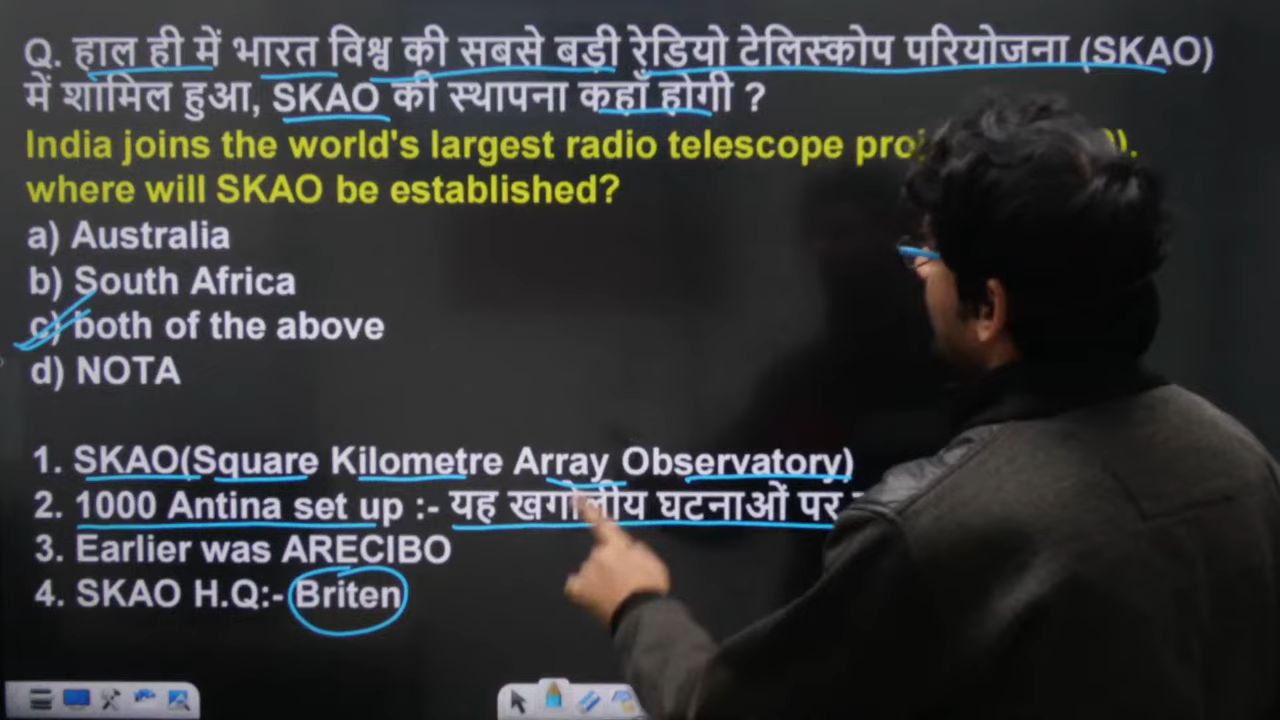 Q. हाल ही में भारत विश्व की सबसे बड़ी रेडियो टेलिस्कोप परियोजना (SKAO)
में शामिल हुआ, SKAO की स्थापना कहाँ होगी ?
India joins the world's largest radio telescope
where will SKAO be established?
a) Australia
b) South Africa
c) both of the above
d) NOTA
1. SKAO(Square Kilometre Array Observatory)
2. 1000 Antina set up :- यह खगोलीय घटनाओं पर
3. Earlier was ARECIBO
4. SKAO H.Q:- Briten